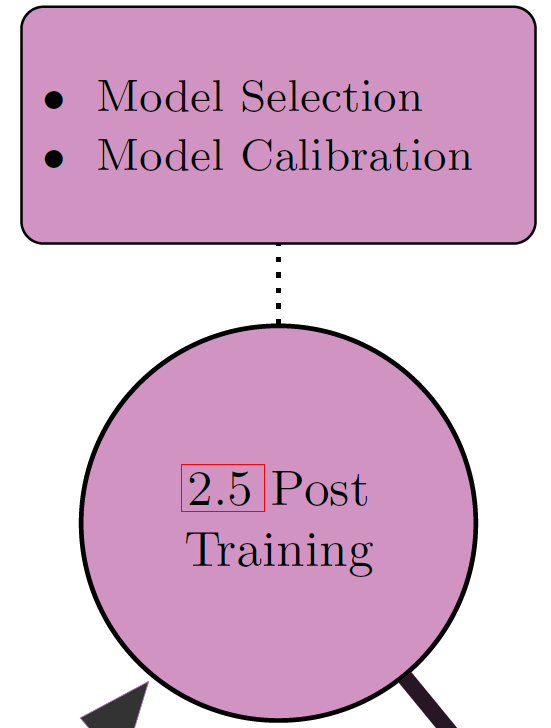 • Model Selection
• Model Calibration
2.5 Post
Training